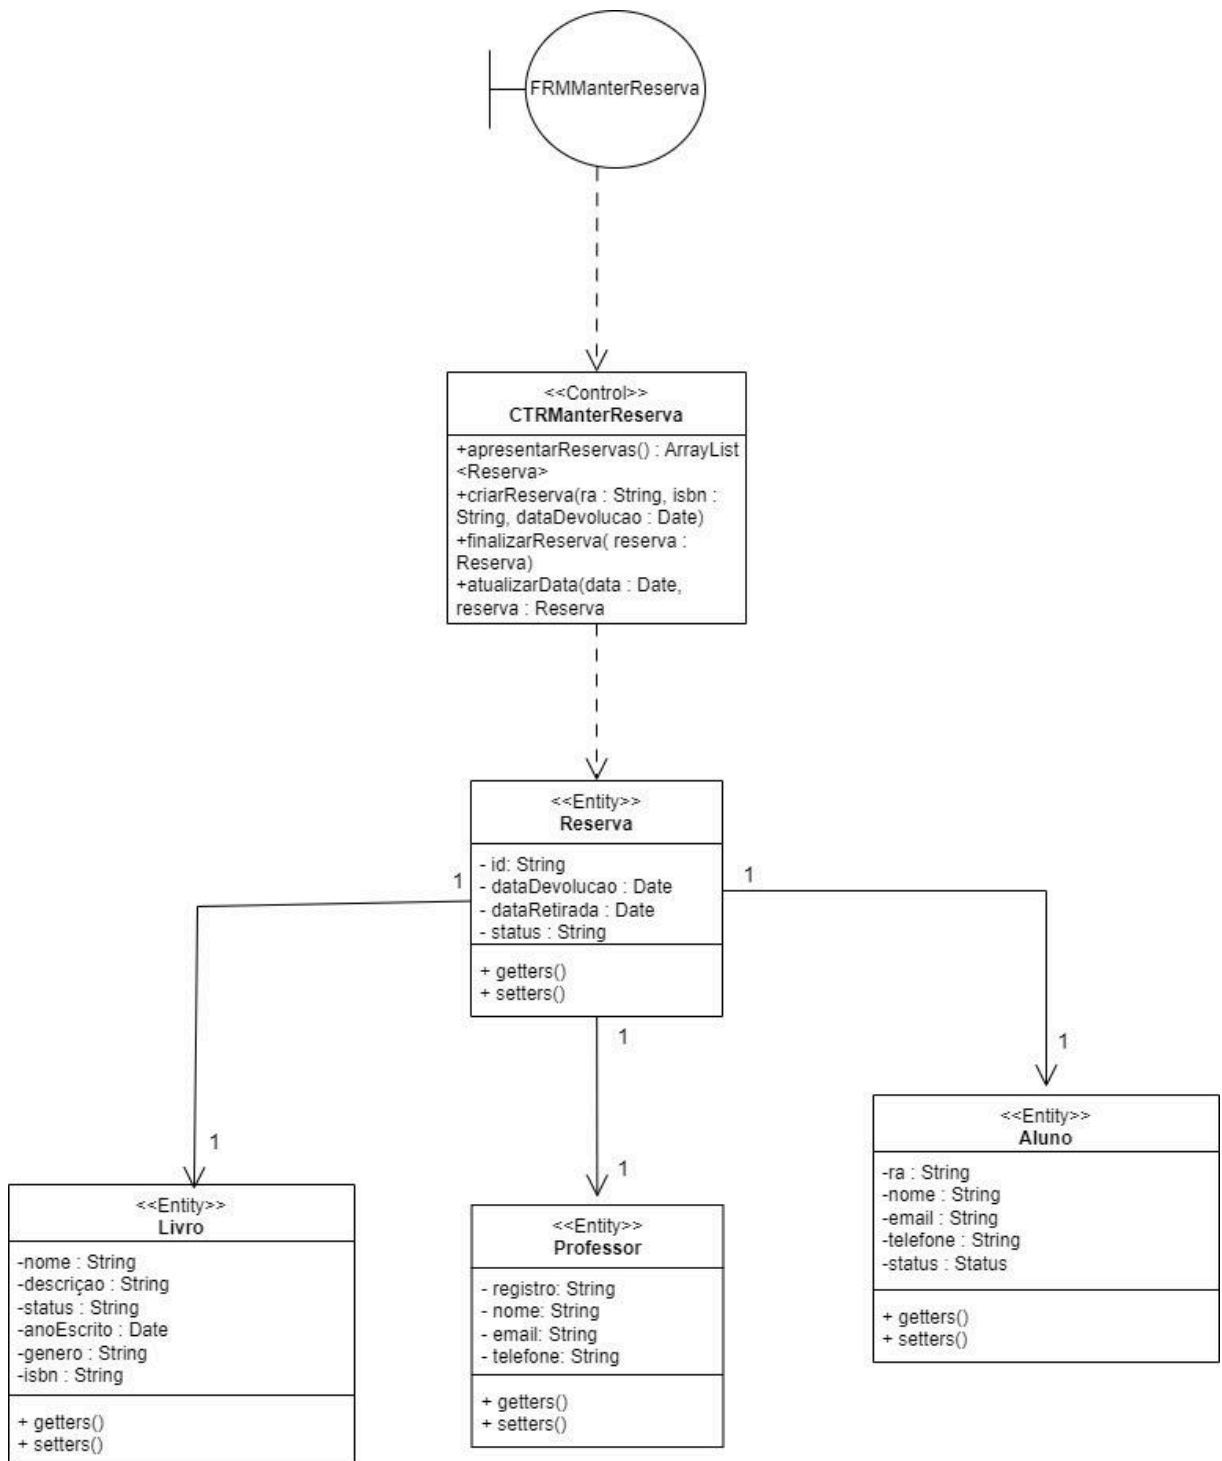 FRMManterReserva
<<Control>>
CTRManterReserva
+apresentarReservas() : ArrayList
<Reserva>
+criarReserva(ra : String, isbn :
String, dataDevolucao : Date)
+finalizarReserva( reserva :
Reserva)
+atualizarData(data : Date,
reserva : Reserva
<<Entity>>
Reserva
- id: String
- dataDevolucao : Date
- dataRetirada : Date
- status : String
+ getters()
+ setters()
1
1
1
1
1
1
<<Entity>>
Livro
-nome : String
-descriçao : String
-status : String
-anoEscrito : Date
-genero : String
-isbn : String
+ getters()
+ setters()
<<Entity>>
Professor
- registro: String
- nome: String
- email: String
- telefone: String
+ getters()
+ setters()
<<Entity>>
Aluno
-ra : String
-nome : String
-email : String
-telefone : String
-status : Status
+ getters()
+ setters()